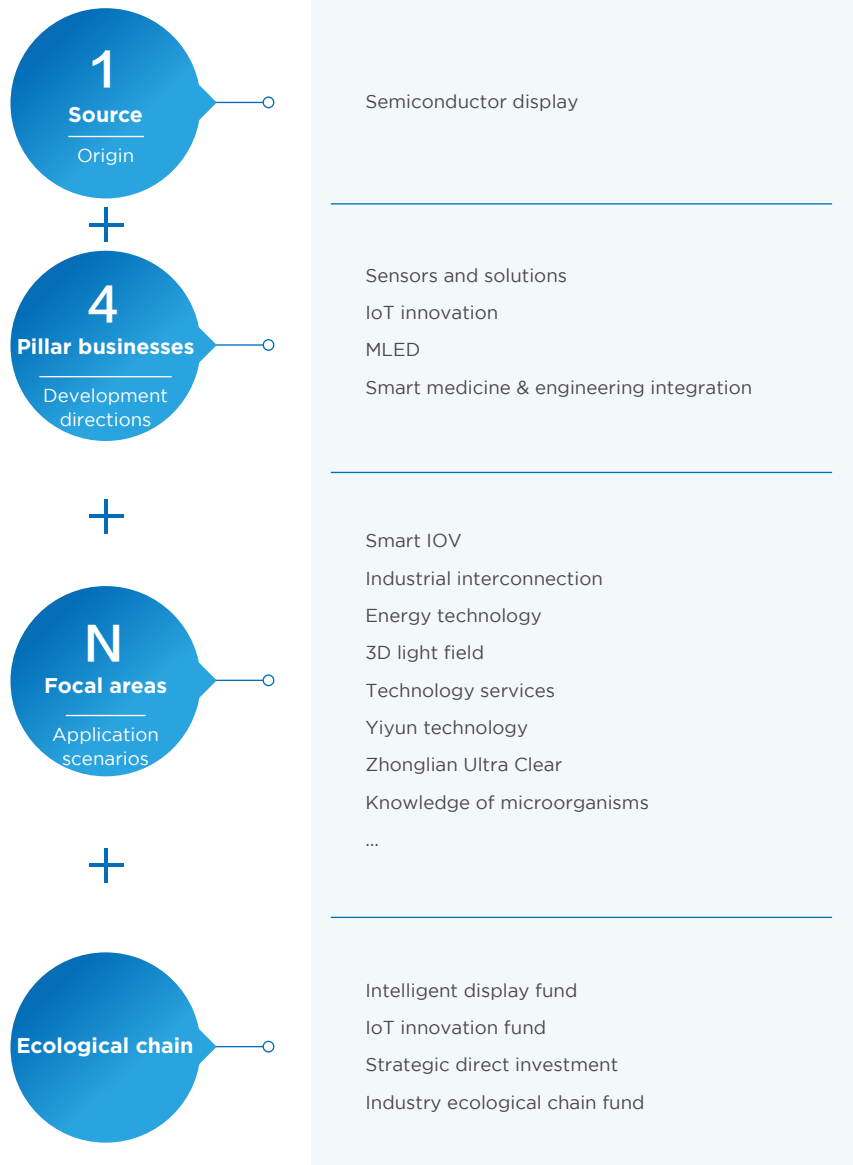 1
Source
Origin
Semiconductor display
+
4
Pillar businesses
Development
directions
Sensors and solutions
IoT innovation
MLED
Smart medicine & engineering integration
+
N
Focal areas
Application
scenarios
Smart IOV
Industrial interconnection
Energy technology
3D light field
Technology services
Yiyun technology
Zhonglian Ultra Clear
Knowledge of microorganisms
...
+
Ecological chain
Intelligent display fund
IoT innovation fund
Strategic direct investment
Industry ecological chain fund